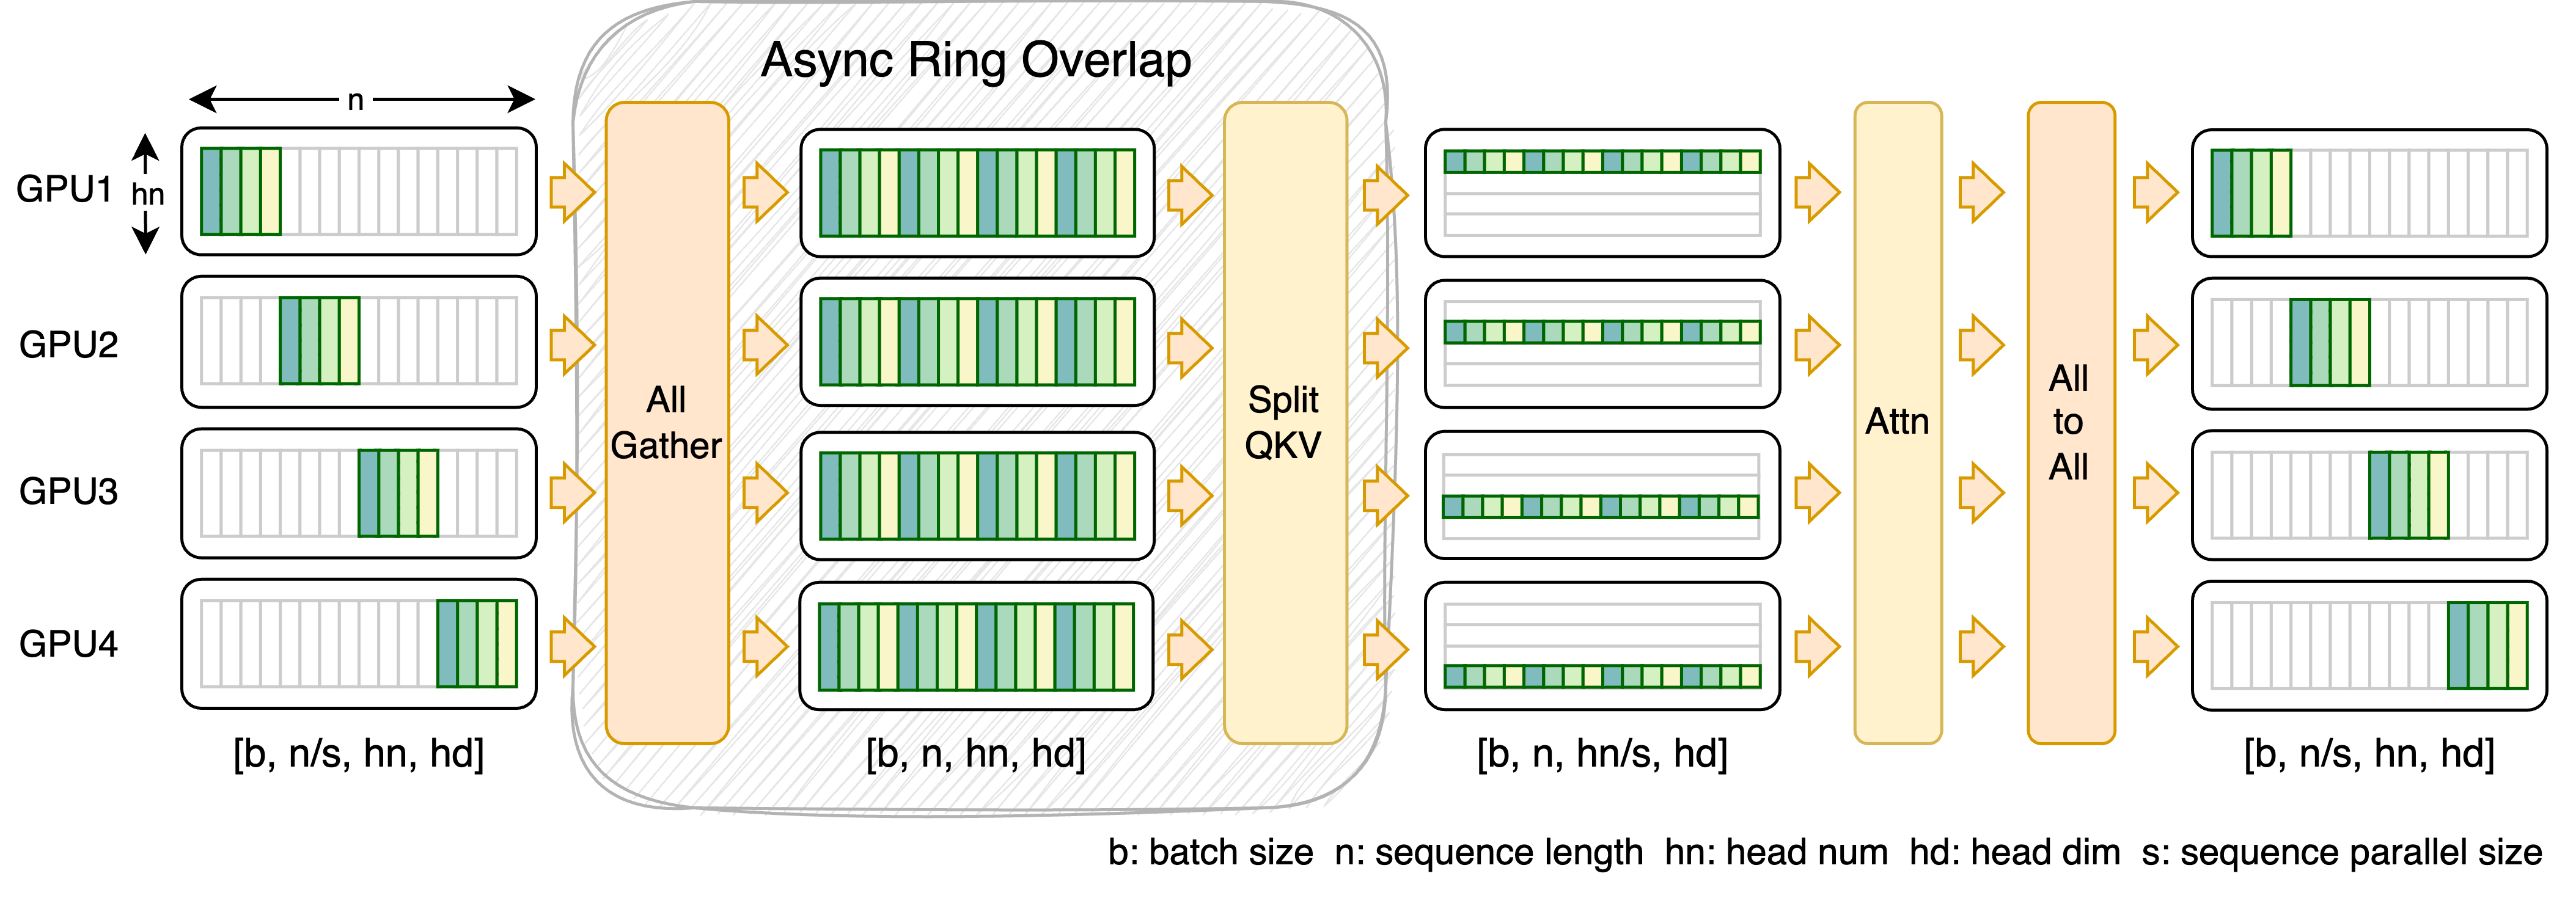 Async Ring Overlap
n
hn
GPU1
GPU2
GPU3
GPU4
All
Gather
Split
QKV
Attn
All
to
All
[b, n/s, hn, hd]
[b, n, hn, hd]
[b, n, hn/s, hd]
[b, n/s, hn, hd]
b: batch size n: sequence length hn: head num hd: head dim s: sequence parallel size